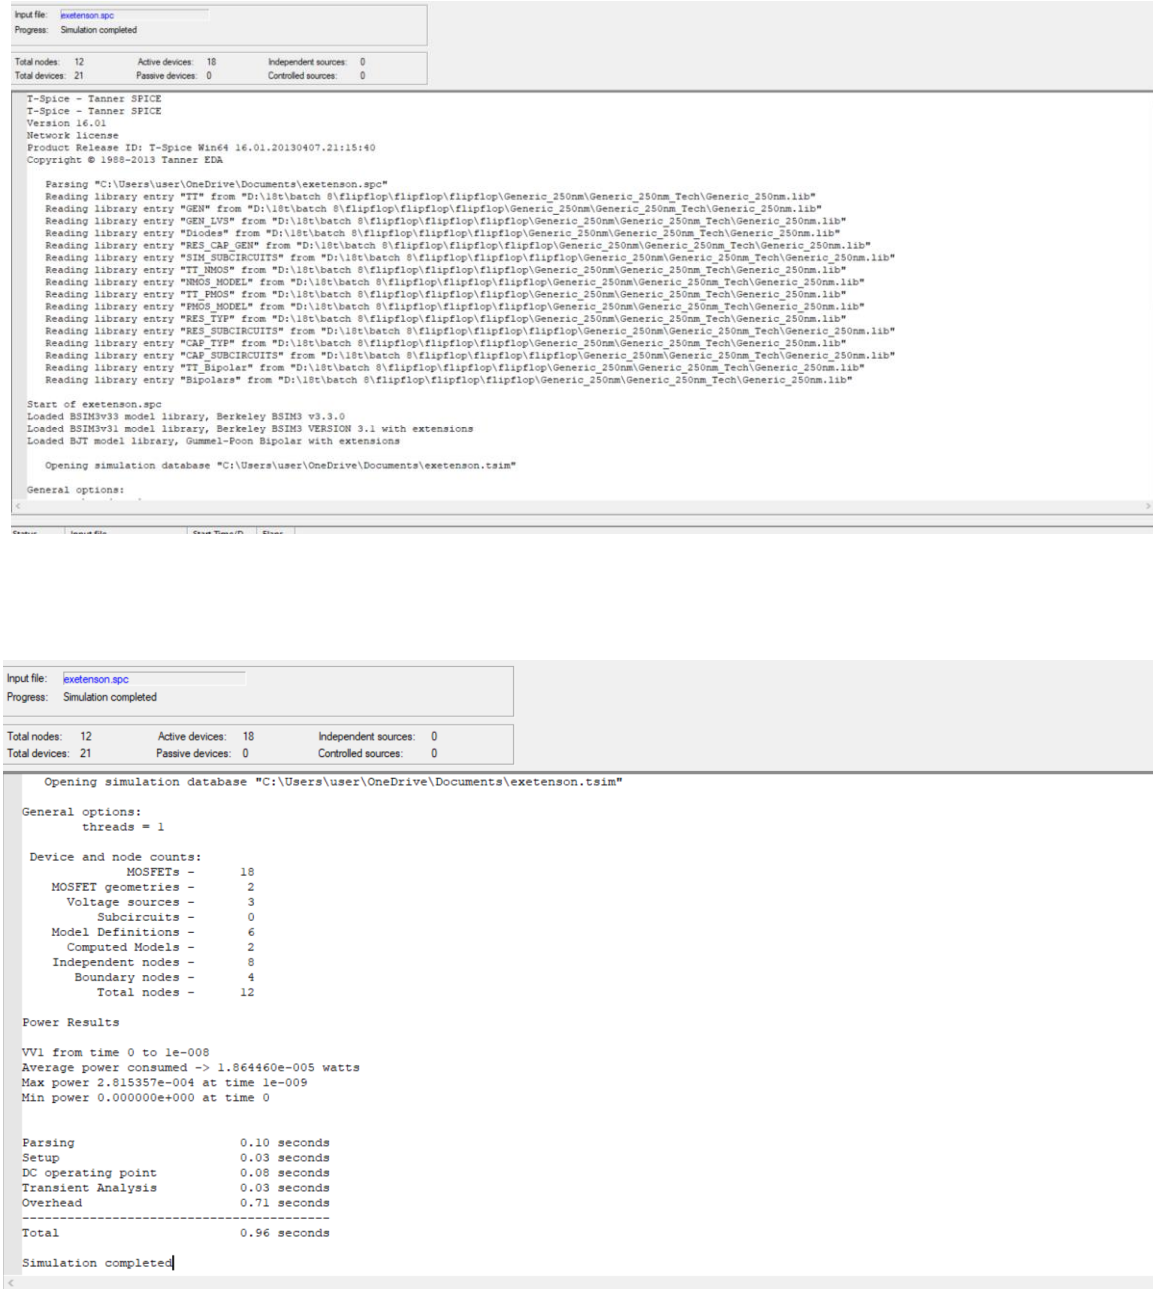 Input file: exetenson.spc
Progress: Simulation completed
Total nodes: 12 Active devices: 18 Independent sources: 0
Total devices: 21 Passive devices: 0 Controlled sources: 0
T-Spice - Tanner SPICE
T-Spice - Tanner SPICE
Version 16.01
Network license
Product Release ID: T-Spice Win64 16.01.20130407.21:15:40
Copyright © 1988-2013 Tanner EDA
Parsing "C:\Users\user\OneDrive\Documents\exetenson.spc"
Reading library entry "TT" from "D:\18t\batch 8\flipflop\flipflop\flipflop\Generic_250nm\Generic_250nm_Tech\Generic_250nm.lib"
Reading library entry "GEN" from "D:\18t\batch 8\flipflop\flipflop\flipflop\Generic_250nm\Generic_250nm_Tech\Generic_250nm.lib"
Reading library entry "GEN_LVS" from "D:\18t\batch 8\flipflop\flipflop\flipflop\Generic_250nm\Generic_250nm_Tech\Generic_250nm.lib"
Reading library entry "Diodes" from "D:\18t\batch 8\flipflop\flipflop\flipflop\Generic_250nm\Generic_250nm_Tech\Generic_250nm.lib"
Reading library entry "RES_CAP_GEN" from "D:\18t\batch 8\flipflop\flipflop\flipflop\Generic_250nm\Generic_250nm_Tech\Generic_250nm.lib"
Reading library entry "SIM_SUBCIRCUITS" from "D:\18t\batch 8\flipflop\flipflop\flipflop\Generic_250nm\Generic_250nm_Tech\Generic_250nm.lib"
Reading library entry "TT_NMOS" from "D:\18t\batch 8\flipflop\flipflop\flipflop\Generic_250nm\Generic_250nm_Tech\Generic_250nm.lib"
Reading library entry "NMOS_MODEL" from "D:\18t\batch 8\flipflop\flipflop\flipflop\Generic_250nm\Generic_250nm_Tech\Generic_250nm.lib"
Reading library entry "TT_PMOS" from "D:\18t\batch 8\flipflop\flipflop\flipflop\Generic_250nm\Generic_250nm_Tech\Generic_250nm.lib"
Reading library entry "PMOS_MODEL" from "D:\18t\batch 8\flipflop\flipflop\flipflop\Generic_250nm\Generic_250nm_Tech\Generic_250nm.lib"
Reading library entry "RES_TYP" from "D:\18t\batch 8\flipflop\flipflop\flipflop\Generic_250nm\Generic_250nm_Tech\Generic_250nm.lib"
Reading library entry "RES_SUBCIRCUITS" from "D:\18t\batch 8\flipflop\flipflop\flipflop\Generic_250nm\Generic_250nm_Tech\Generic_250nm.lib"
Reading library entry "CAP_TYP" from "D:\18t\batch 8\flipflop\flipflop\flipflop\Generic_250nm\Generic_250nm_Tech\Generic_250nm.lib"
Reading library entry "CAP_SUBCIRCUITS" from "D:\18t\batch 8\flipflop\flipflop\flipflop\Generic_250nm\Generic_250nm_Tech\Generic_250nm.lib"
Reading library entry "TT_Bipolar" from "D:\18t\batch 8\flipflop\flipflop\flipflop\Generic_250nm\Generic_250nm_Tech\Generic_250nm.lib"
Reading library entry "Bipolars" from "D:\18t\batch 8\flipflop\flipflop\flipflop\Generic_250nm\Generic_250nm_Tech\Generic_250nm.lib"
Start of exetenson.spc
Loaded BSIM3v33 model library, Berkeley BSIM3 v3.3.0
Loaded BSIM3v31 model library, Berkeley BSIM3 VERSION 3.1 with extensions
Loaded BJT model library, Gummel-Poon Bipolar with extensions
Opening simulation database "C:\Users\user\OneDrive\Documents\exetenson.tsim"
General options:
Status Input file Start Time/D Elaps
Input file: exetenson.spc
Progress: Simulation completed
Total nodes: 12 Active devices: 18 Independent sources: 0
Total devices: 21 Passive devices: 0 Controlled sources: 0
Opening simulation database "C:\Users\user\OneDrive\Documents\exetenson.tsim"
General options:
threads = 1
Device and node counts:
MOSFETs - 18
MOSFET geometries - 2
Voltage sources - 3
Subcircuits - 0
Model Definitions - 6
Computed Models - 2
Independent nodes - 8
Boundary nodes - 4
Total nodes - 12
Power Results
VV1 from time 0 to 1e-008
Average power consumed -> 1.864460e-005 watts
Max power 2.815357e-004 at time 1e-009
Min power 0.000000e+000 at time 0
Parsing 0.10 seconds
Setup 0.03 seconds
DC operating point 0.08 seconds
Transient Analysis 0.03 seconds
Overhead 0.71 seconds
-----------------------------------------
Total 0.96 seconds
Simulation completed